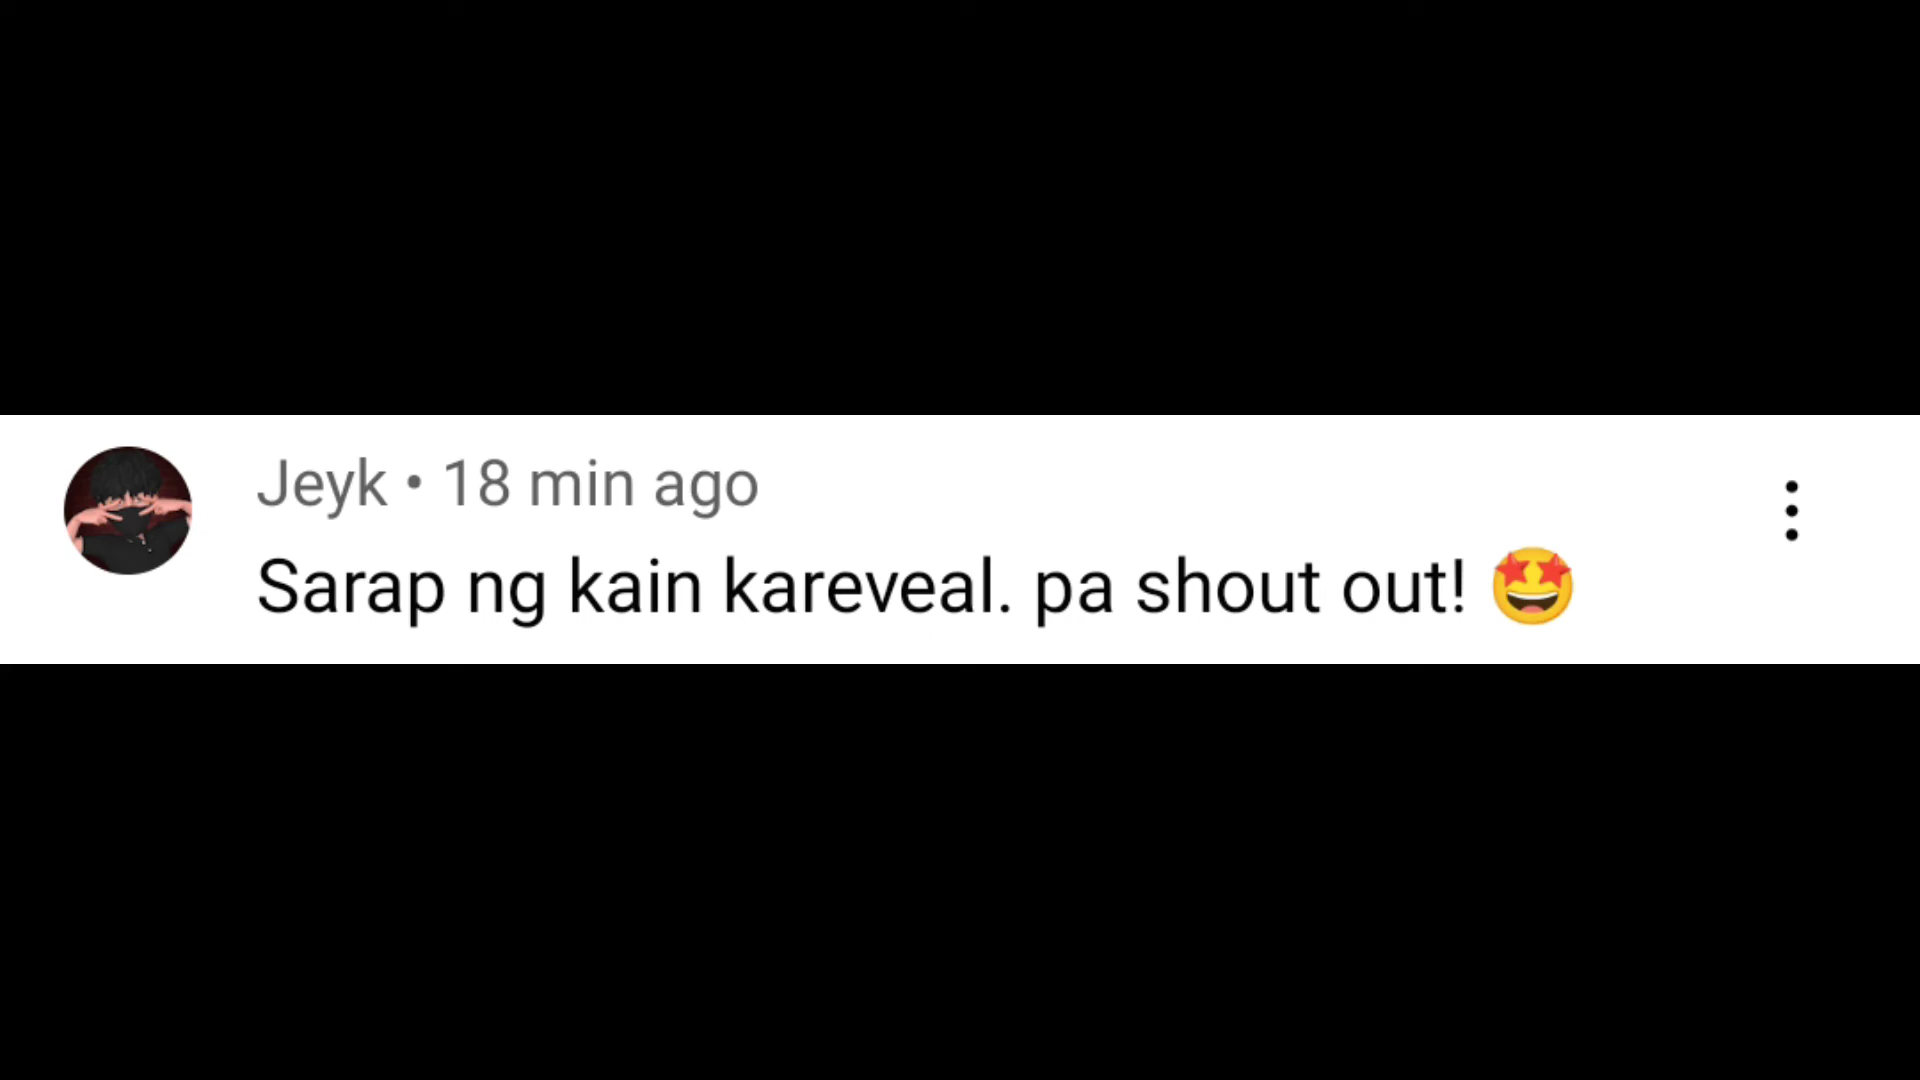 Jeyk • 18 min ago
Sarap ng kain kareveal. pa shout out! 🤩